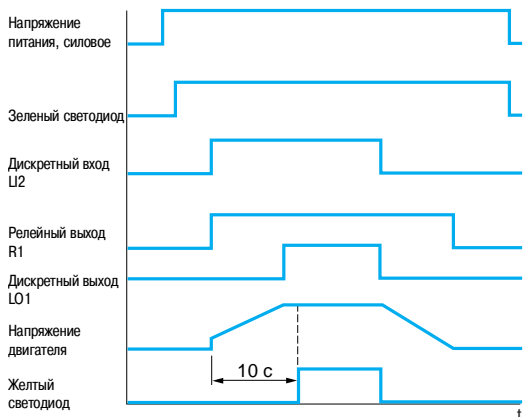 Напряжение
питания, силовое
Зеленый светодиод
Дискретный вход
LI2
Релейный выход
R1
Дискретный выход
LO1
Напряжение
двигателя
10 с
Желтый
светодиод
t